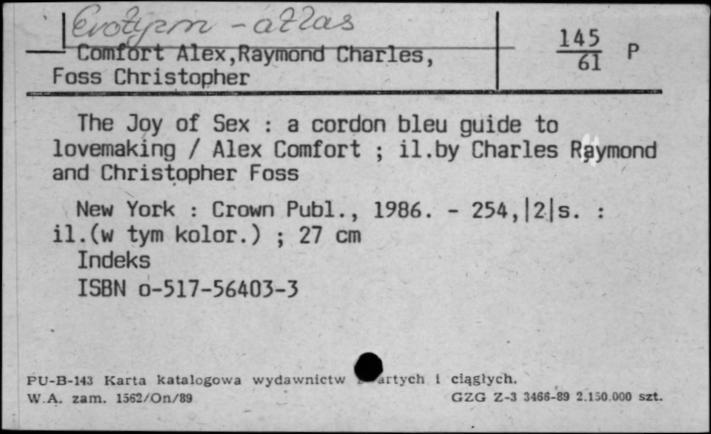 Erotyzm - atlas
Comfort Alex,Raymond Charles,
Foss Christopher
145
61 P
The Joy of Sex : a cordon bleu guide to
lovemaking / Alex Comfort ; il.by Charles Raymond
and Christopher Foss
New York : Crown Publ., 1986. - 254,|2|s. :
il.(w tym kolor.) ; 27 cm
Indeks
ISBN o-517-56403-3
PU-B-143 Karta katalogowa wydawnictw artych i ciągłych.
W.A. zam. 1562/On/89 GZG Z-3 3466-89 2.150.000 szt.